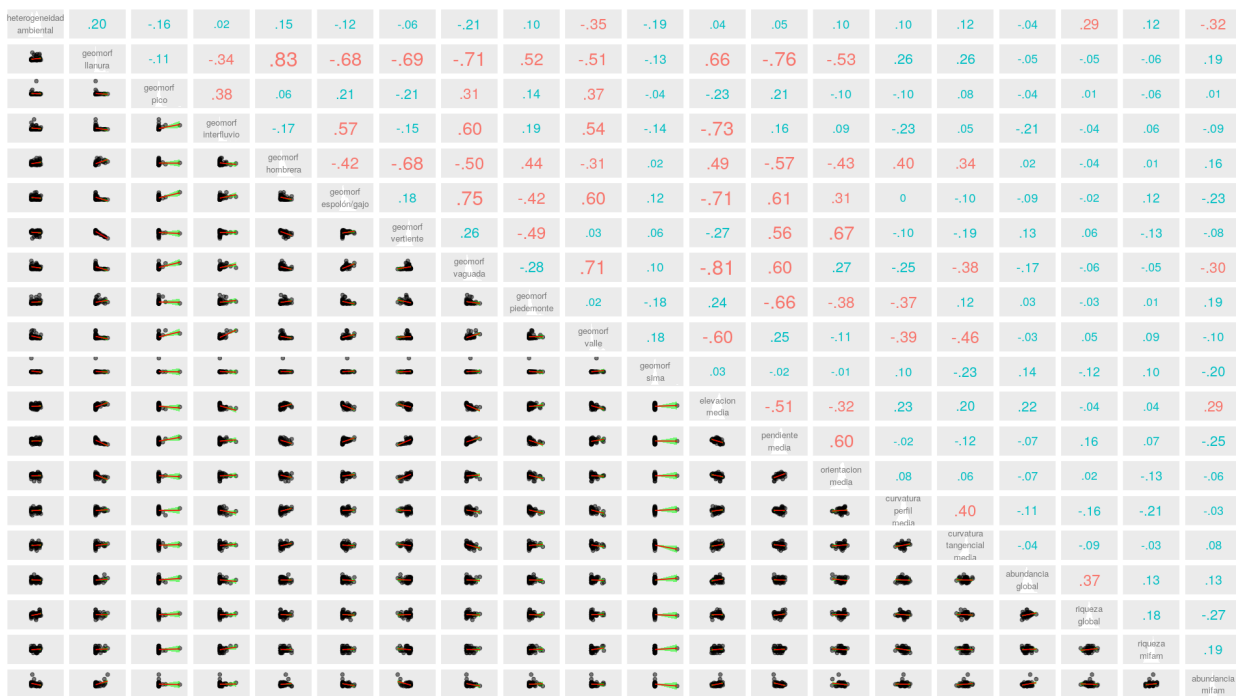 heterogeneidad
ambiental
.20 -.16 .02 .15 -.12 -.06 -.21 .10 -.35 -.19 .04 .05 .10 .10 .12 -.04 .29 .12 -.32
geomorf
llanura
-.11 -.34 .83 -.68 -.69 -.71 .52 -.51 -.13 .66 -.76 -.53 .26 .26 -.05 -.05 -.06 .19
geomorf
pico
.38 .06 .21 -.21 .31 .14 .37 -.04 -.23 .21 -.10 -.10 .08 -.04 .01 -.06 .01
geomorf
interfluvio
-.17 .57 -.15 .60 .19 .54 -.14 -.73 .16 .09 -.23 .05 -.21 -.04 .06 -.09
geomorf
hombrera
-.42 -.68 -.50 .44 -.31 .02 .49 -.57 -.43 .40 .34 .02 -.04 .01 .16
geomorf
espolón/gajo
.18 .75 -.42 .60 .12 -.71 .61 .31 0 -.10 -.09 -.02 .12 -.23
geomorf
vertiente
.26 -.49 .03 .06 -.27 .56 .67 -.10 -.19 .13 .06 -.13 -.08
geomorf
vaguada
-.28 .71 .10 -.81 .60 .27 -.25 -.38 -.17 -.06 -.05 -.30
geomorf
piedemonte
.02 -.18 .24 -.66 -.38 -.37 .12 .03 -.03 .01 .19
geomorf
valle
.18 -.60 .25 -.11 -.39 -.46 -.03 .05 .09 -.10
geomorf
sima
.03 -.02 -.01 .10 -.23 .14 -.12 .10 -.20
elevacion
media
-.51 -.32 .23 .20 .22 -.04 .04 .29
pendiente
media
.60 -.02 -.12 -.07 .16 .07 -.25
orientacion
media
.08 .06 -.07 .02 -.13 -.06
curvatura
perfil
media
.40 -.11 -.16 -.21 -.03
curvatura
tangencial
media
-.04 -.09 -.03 .08
abundancia
global
.37 .13 .13
riqueza
global
.18 -.27
riqueza
mifam
.19
abundancia
mifam